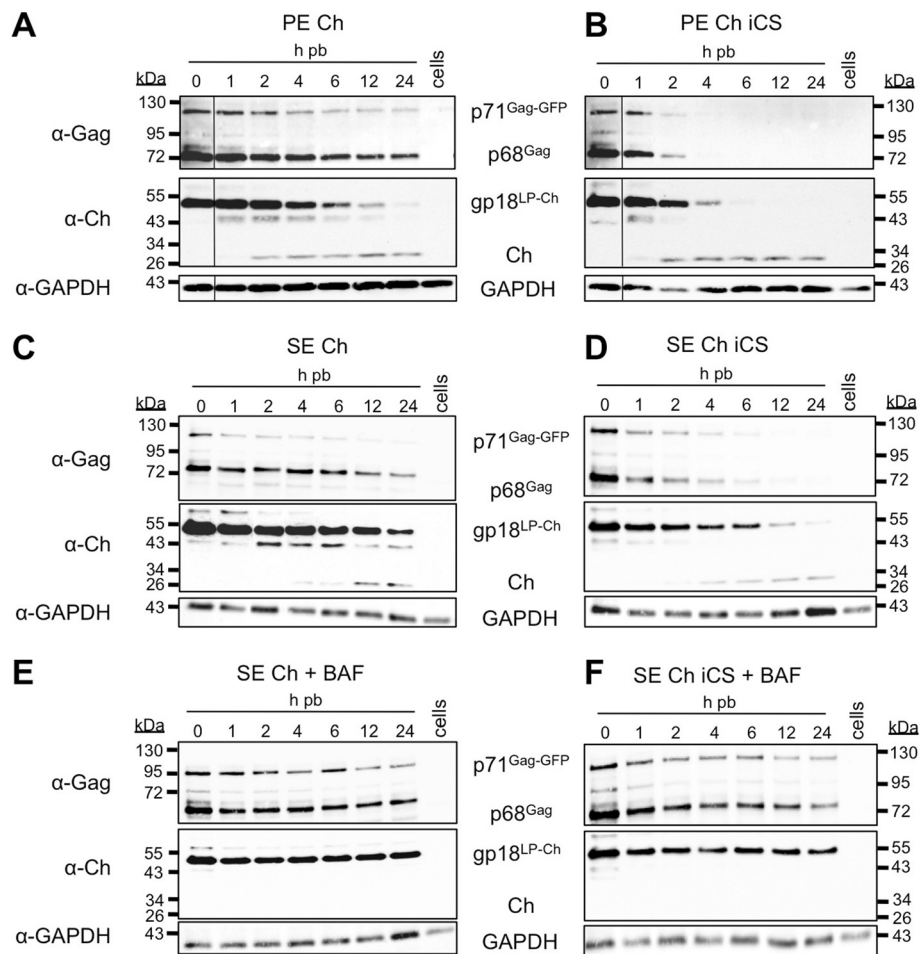 A PE Ch
h pb
kDa 0 1 2 4 6 12 24 cells
α-Gag 130 95 72 p71Gag-GFP p68Gag
α-Ch 55 43 34 26 gp18LP-Ch Ch
α-GAPDH 43 GAPDH
B PE Ch iCS
h pb
0 1 2 4 6 12 24 cells kDa
130 95 72
55 43 34 26
43
C SE Ch
h pb
kDa 0 1 2 4 6 12 24 cells
α-Gag 130 95 72 p71Gag-GFP p68Gag
α-Ch 55 43 34 26 gp18LP-Ch Ch
α-GAPDH 43 GAPDH
D SE Ch iCS
h pb
0 1 2 4 6 12 24 cells kDa
130 95 72
55 43 34 26
43
E SE Ch + BAF
h pb
kDa 0 1 2 4 6 12 24 cells
α-Gag 130 95 72 p71Gag-GFP p68Gag
α-Ch 55 43 34 26 gp18LP-Ch Ch
α-GAPDH 43 GAPDH
F SE Ch iCS + BAF
h pb
0 1 2 4 6 12 24 cells kDa
130 95 72
55 43 34 26
43